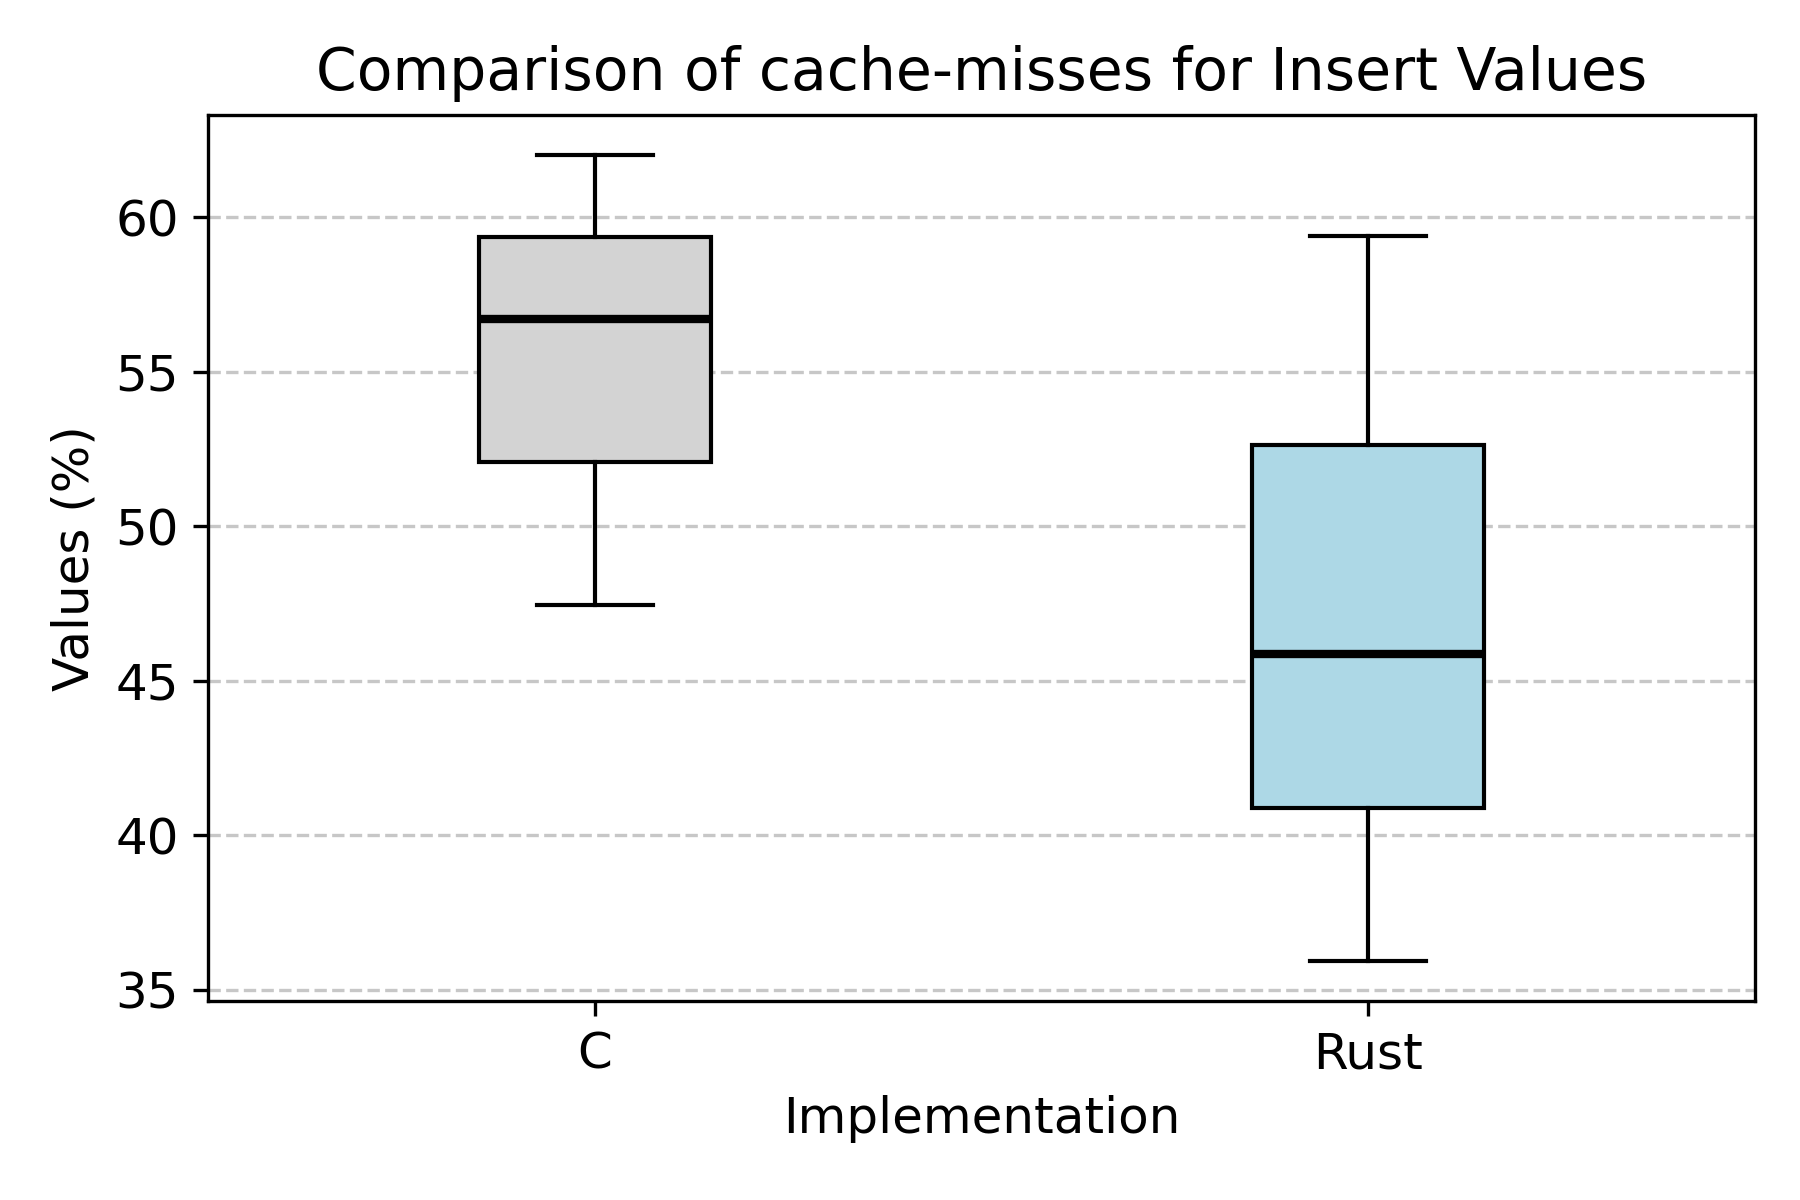 Comparison of cache-misses for Insert Values
Values (%)
60
55
50
45
40
35
C
Rust
Implementation